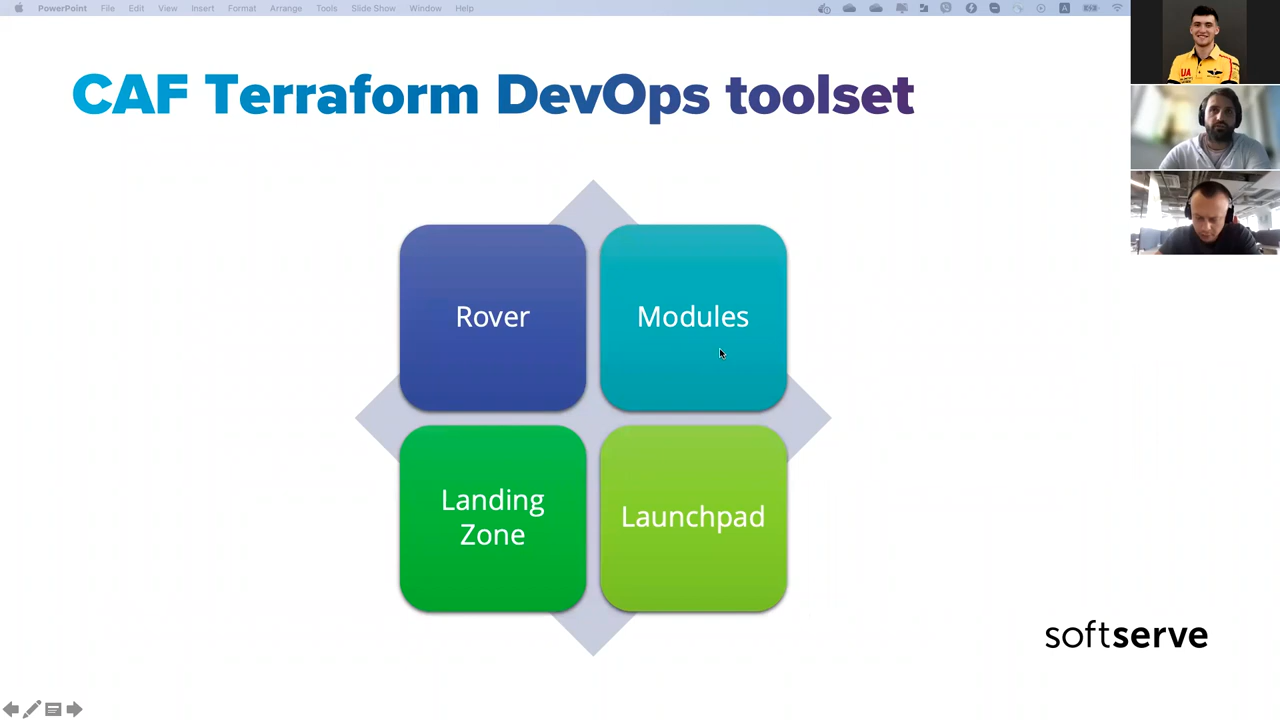 PowerPoint File Edit View Insert Format Arrange Tools Slide Show Window Help
A
CAF Terraform DevOps toolset
UA
Rover
Modules
Landing
Zone
Launchpad
softserve